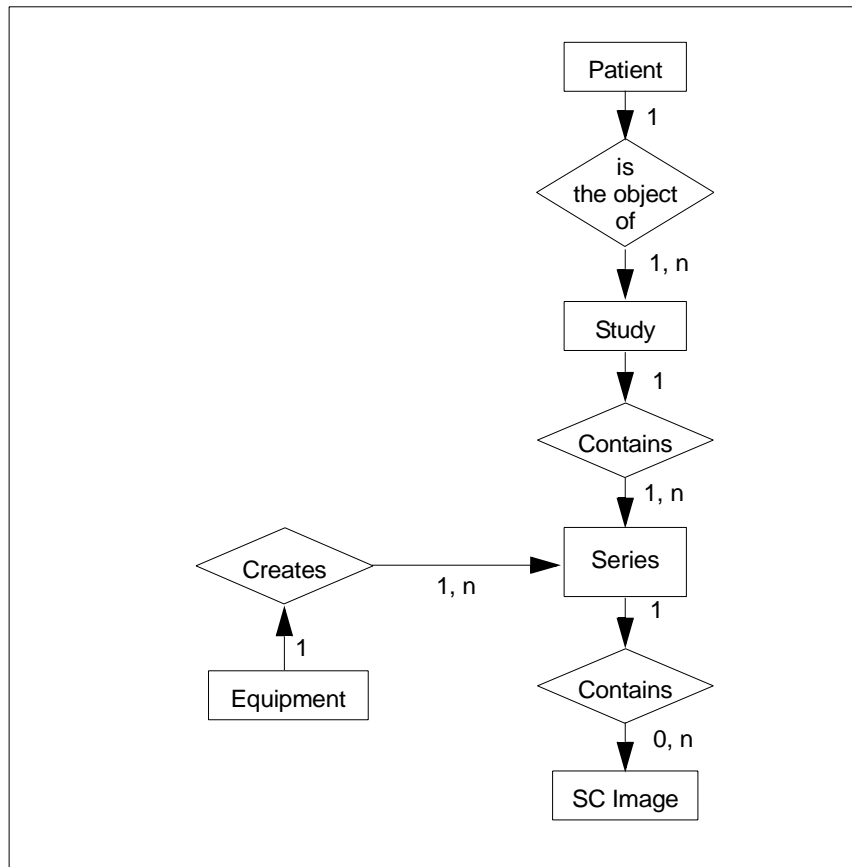 Patient
1
is
the object
of
1, n
Study
1
Contains
1, n
Series
Creates
1, n
1
1
Equipment
Contains
0, n
SC Image